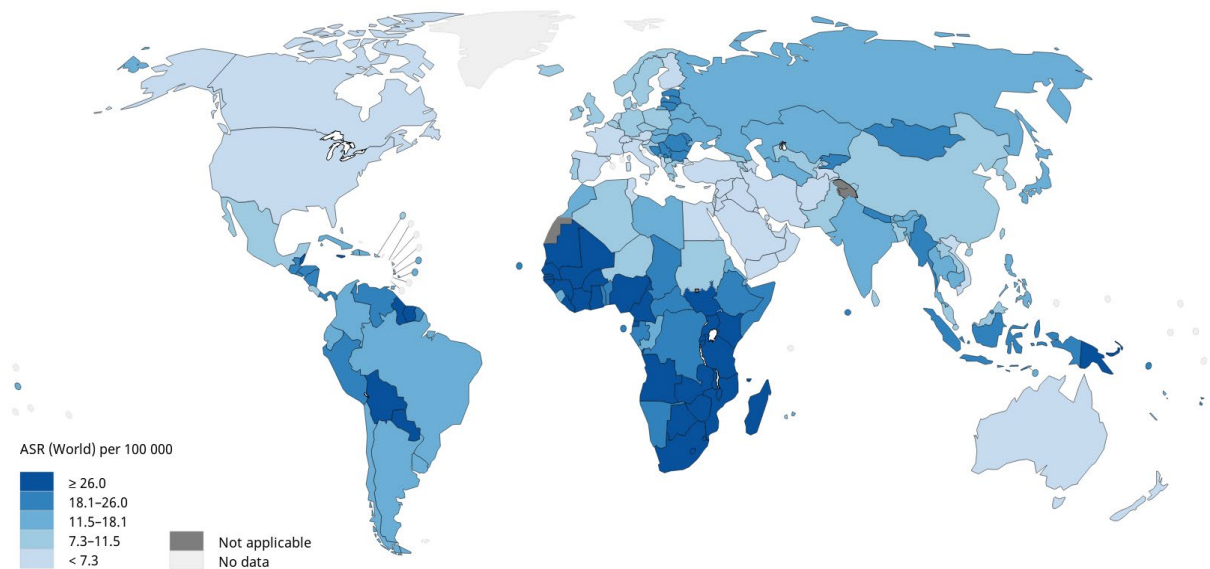 ASR (World) per 100 000
≥ 26.0
18.1–26.0
11.5–18.1
7.3–11.5
< 7.3
Not applicable
No data